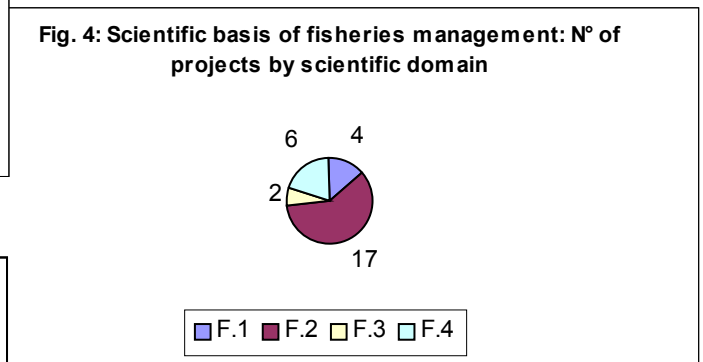 Fig. 4: Scientific basis of fisheries management: N° of
projects by scientific domain
6 4
2
17
F.1 F.2 F.3 F.4